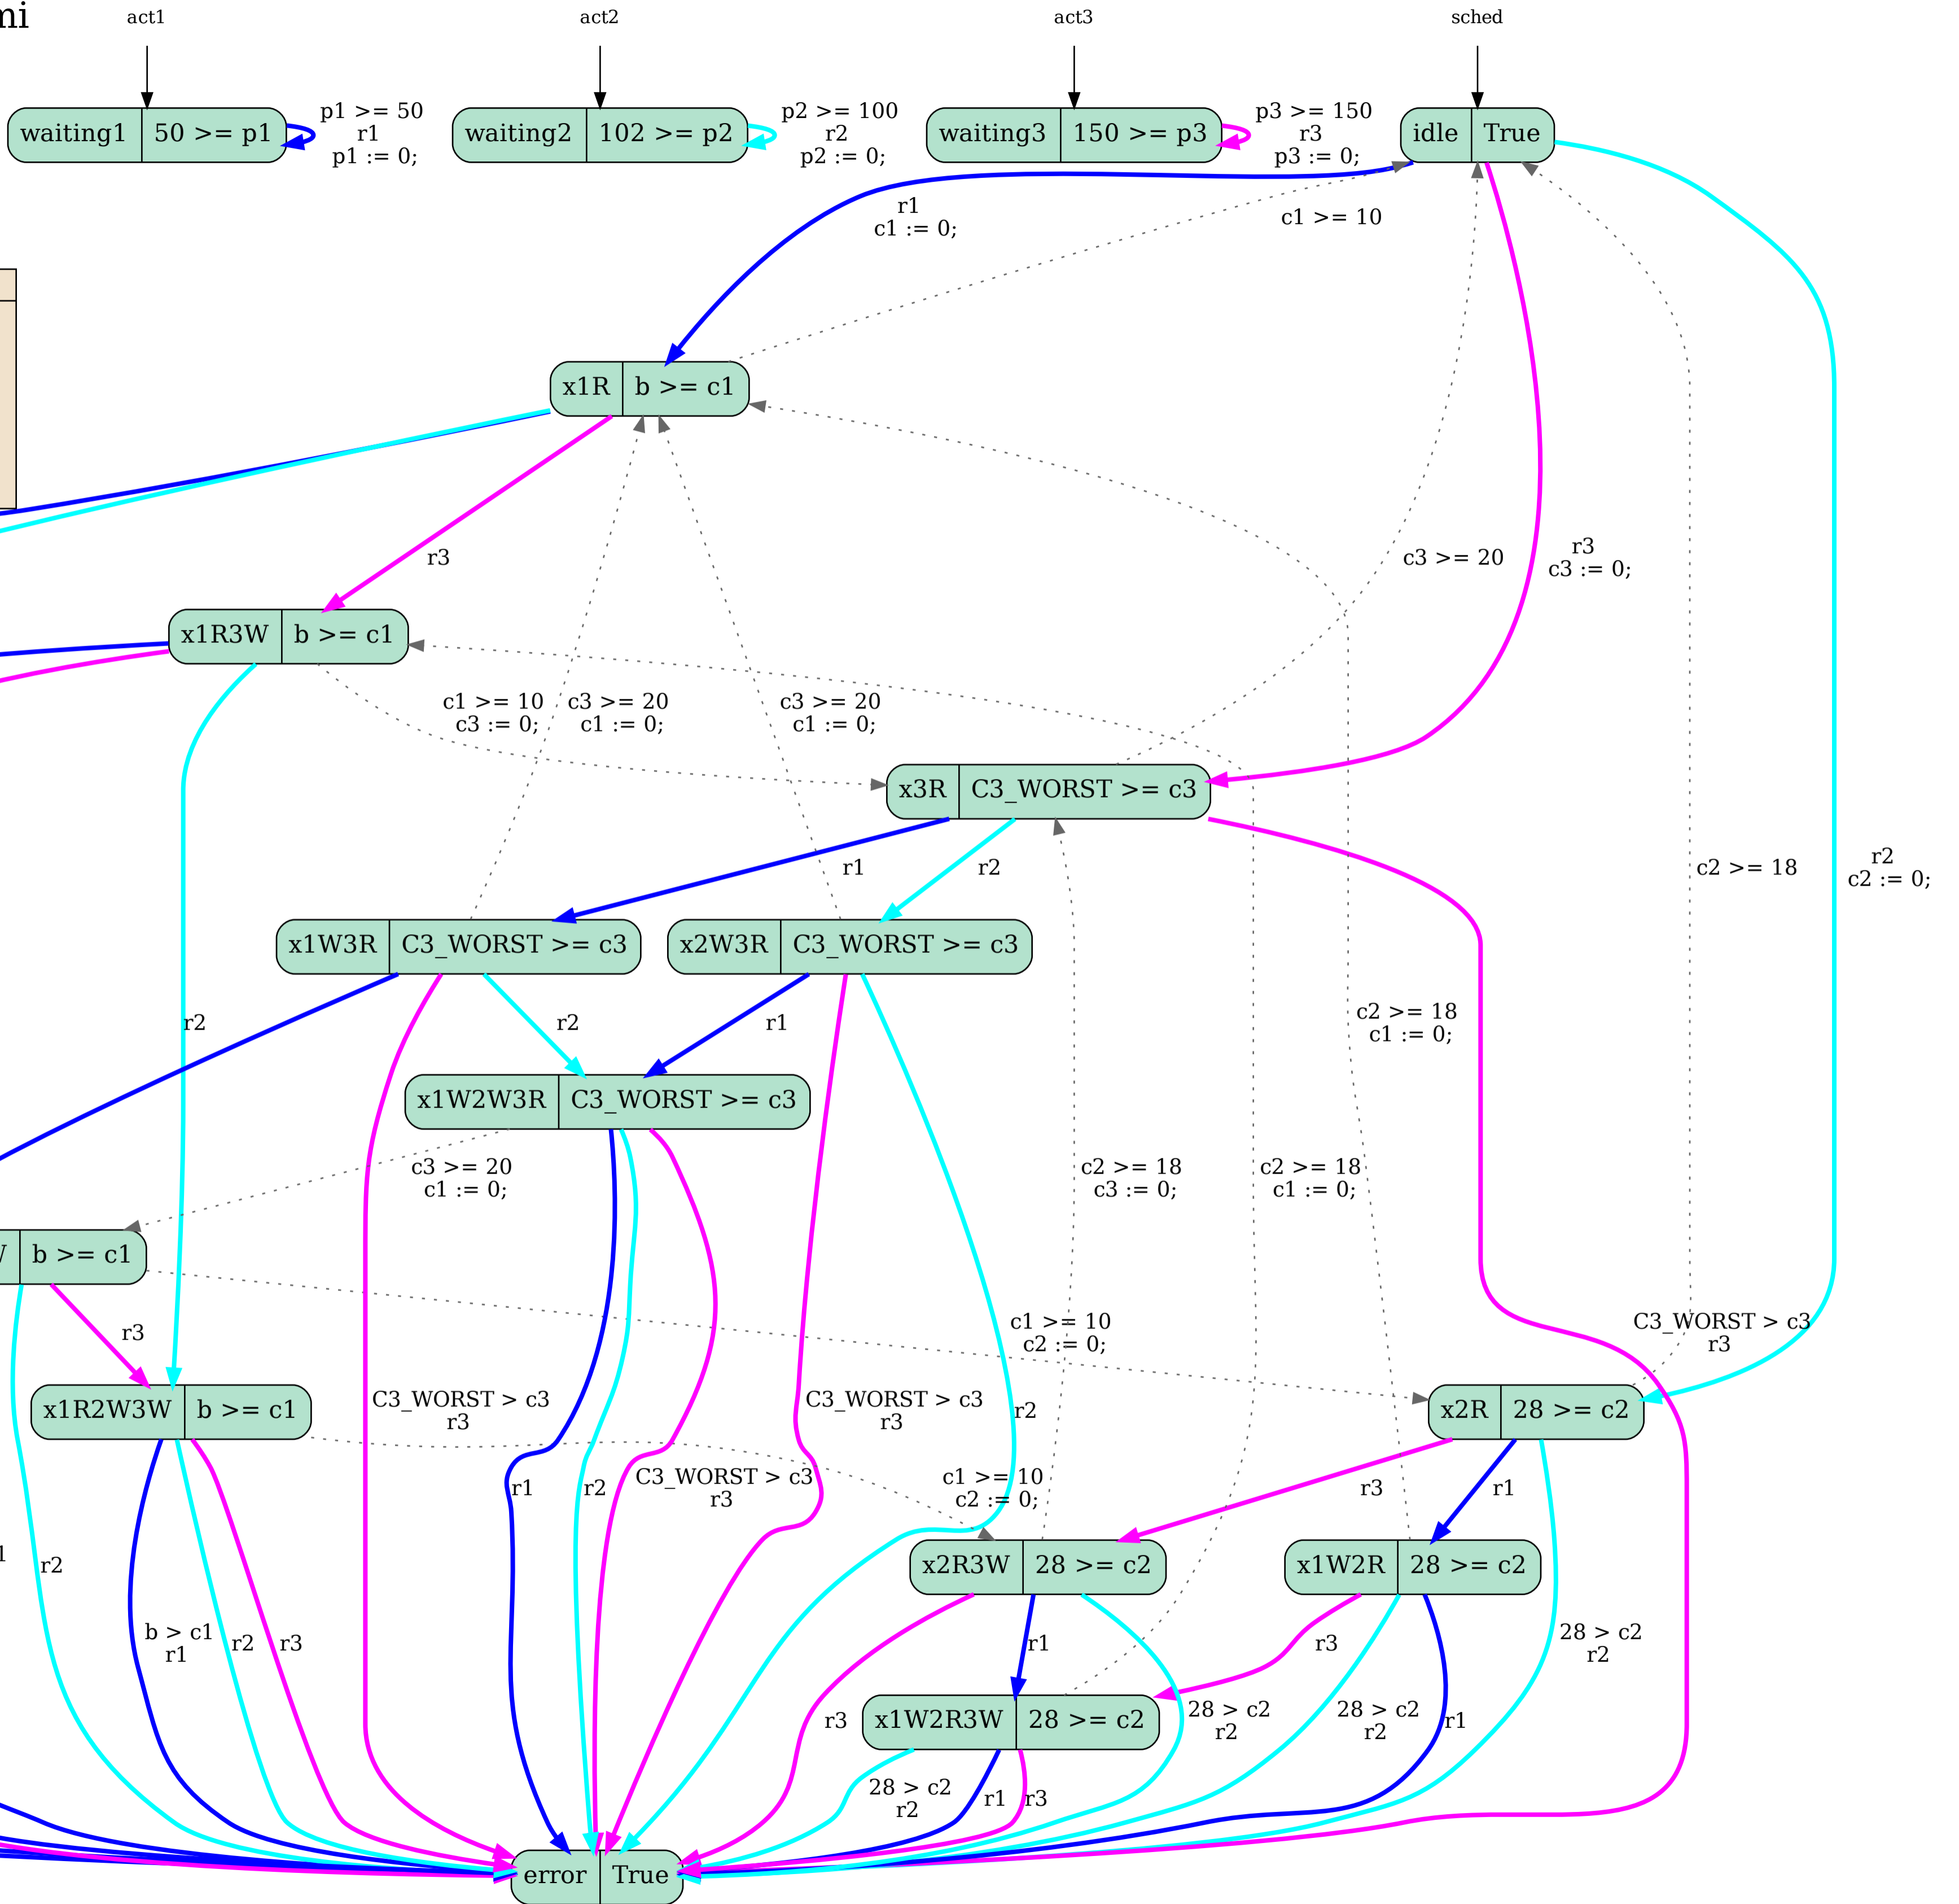 mi
act1
act2
act3
sched
waiting1
50 >= p1
p1 >= 50
r1
p1 := 0;
waiting2
102 >= p2
p2 >= 100
r2
p2 := 0;
waiting3
150 >= p3
p3 >= 150
r3
p3 := 0;
idle
True
r1
c1 := 0;
c1 >= 10
x1R
b >= c1
r3
c3 >= 20
r3
c3 := 0;
x1R3W
b >= c1
c1 >= 10
c3 := 0;
c3 >= 20
c1 := 0;
c3 >= 20
c1 := 0;
x3R
C3_WORST >= c3
r1
r2
c2 >= 18
r2
c2 := 0;
x1W3R
C3_WORST >= c3
x2W3R
C3_WORST >= c3
r2
r2
r1
c2 >= 18
c1 := 0;
x1W2W3R
C3_WORST >= c3
c3 >= 20
c1 := 0;
c2 >= 18
c3 := 0;
c2 >= 18
c1 := 0;
W
b >= c1
r3
c1 >= 10
c2 := 0;
C3_WORST > c3
r3
x1R2W3W
b >= c1
C3_WORST > c3
r3
C3_WORST > c3
r3
r2
x2R
28 >= c2
r1
r2
C3_WORST > c3
r3
c1 >= 10
c2 := 0;
r3
r1
1
r2
x2R3W
28 >= c2
x1W2R
28 >= c2
b > c1
r1
r2
r3
r1
r3
28 > c2
r2
x1W2R3W
28 >= c2
r3
28 > c2
r2
28 > c2
r2
r1
28 > c2
r2
r1
r3
error
True